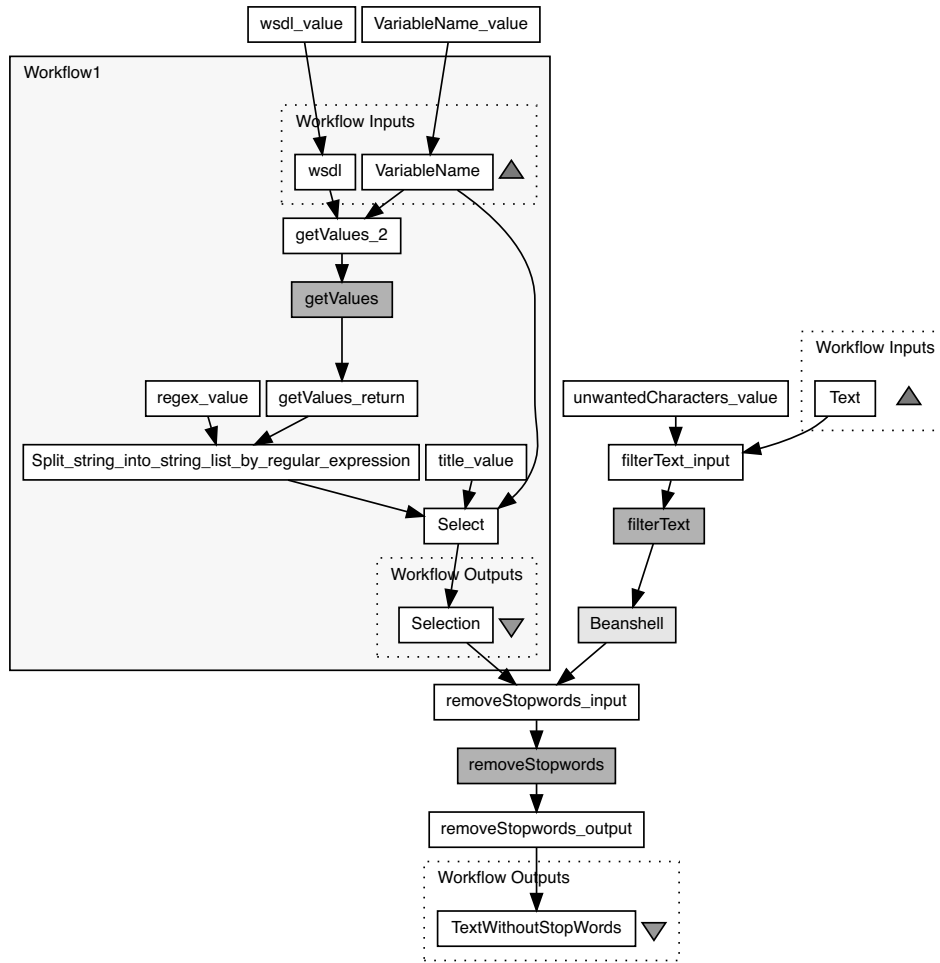 wsdl_value
VariableName_value
Workflow1
Workflow Inputs
wsdl
VariableName
getValues_2
getValues
Workflow Inputs
regex_value
getValues_return
unwantedCharacters_value
Text
Split_string_into_string_list_by_regular_expression
title_value
filterText_input
Select
filterText
Workflow Outputs
Selection
Beanshell
removeStopwords_input
removeStopwords
removeStopwords_output
Workflow Outputs
TextWithoutStopWords